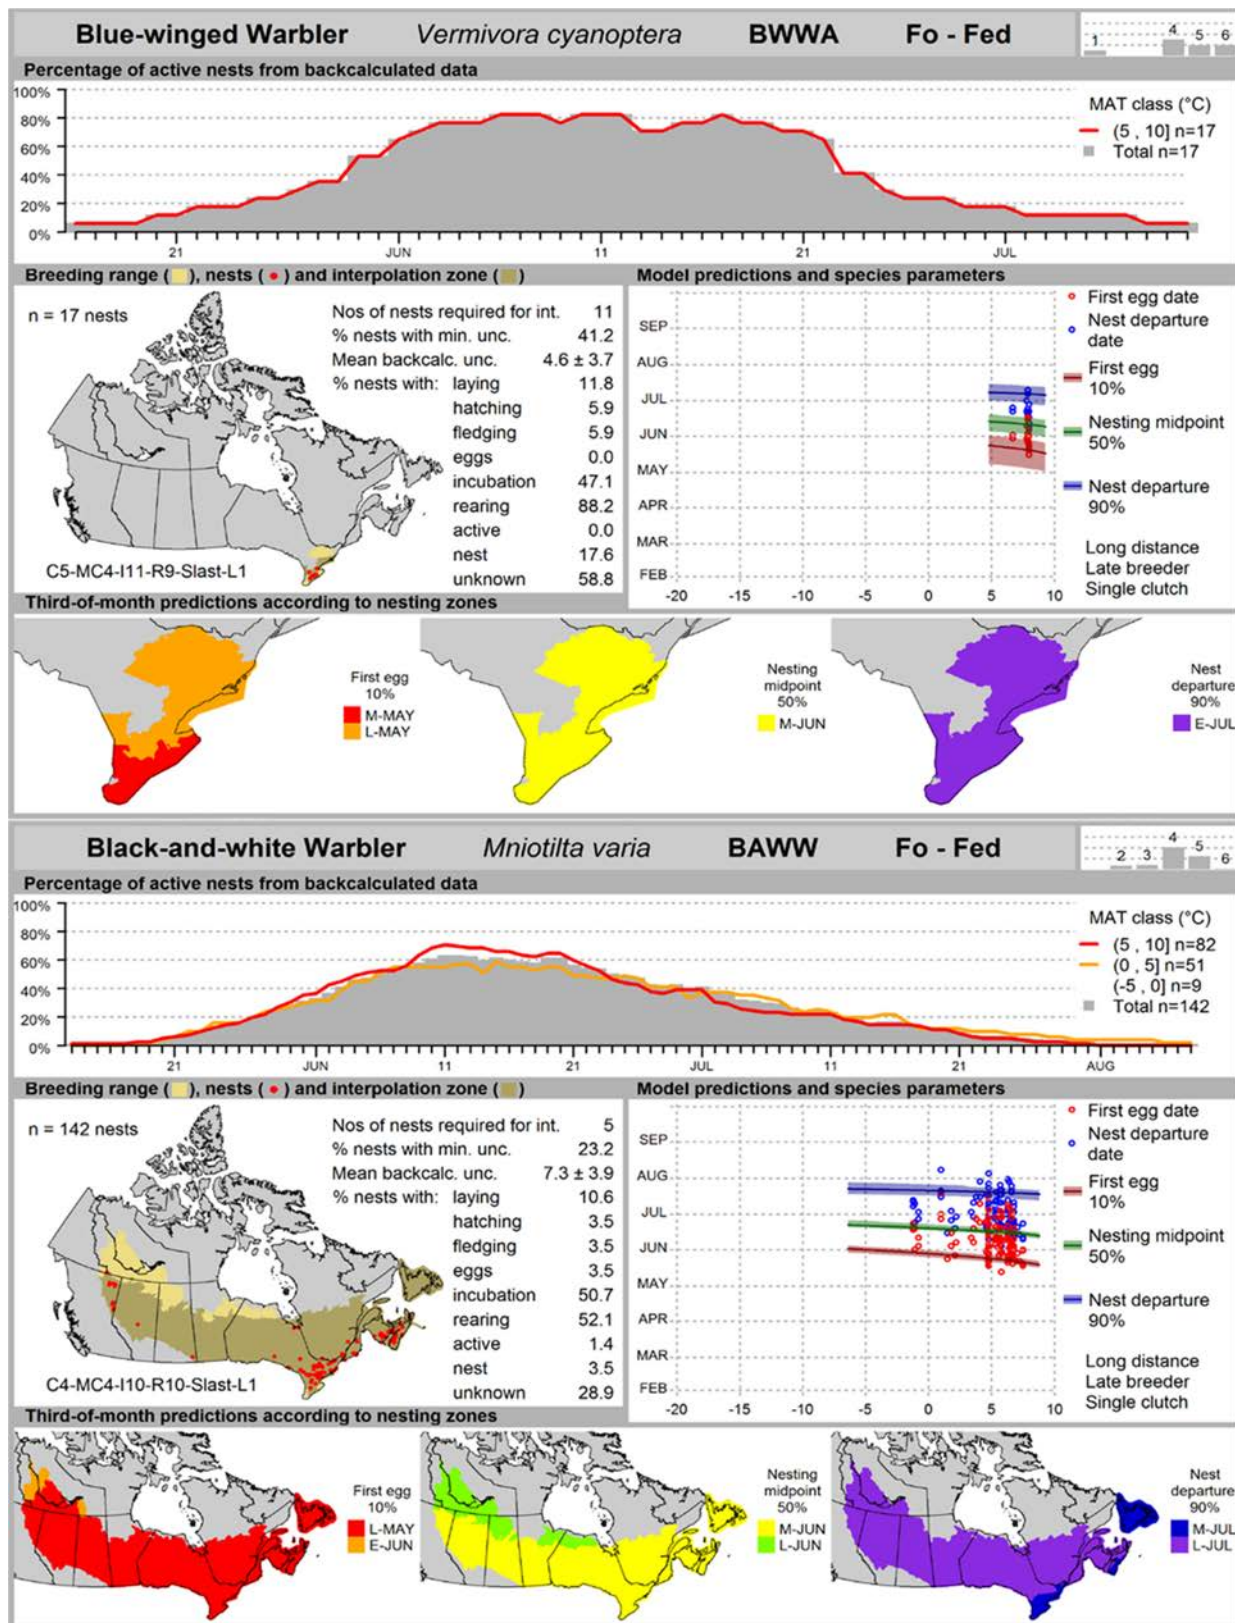 Blue-winged Warbler Vermivora cyanoptera BWWA Fo - Fed
1 4 5 6
Percentage of active nests from backcalculated data
100%
80%
60%
40%
20%
0%
MAT class (°C)
(5 , 10] n=17
Total n=17
21 JUN 11 21 JUL
Breeding range ( ), nests ( ) and interpolation zone ( )
n = 17 nests
Nos of nests required for int. 11
% nests with min. unc. 41.2
Mean backcalc. unc. 4.6 ± 3.7
% nests with: laying 11.8
hatching 5.9
fledging 5.9
eggs 0.0
incubation 47.1
rearing 88.2
active 0.0
nest 17.6
unknown 58.8
C5-MC4-I11-R9-Slast-L1
Model predictions and species parameters
SEP
AUG
JUL
JUN
MAY
APR
MAR
FEB
-20 -15 -10 -5 0 5 10
First egg date
Nest departure
date
First egg
10%
Nesting midpoint
50%
Nest departure
90%
Long distance
Late breeder
Single clutch
Third-of-month predictions according to nesting zones
First egg
10%
M-MAY
L-MAY
Nesting
midpoint
50%
M-JUN
Nest
departure
90%
E-JUL
Black-and-white Warbler Mniotilta varia BAWW Fo - Fed
2 3 4 5 6
Percentage of active nests from backcalculated data
100%
80%
60%
40%
20%
0%
MAT class (°C)
(5 , 10] n=82
(0 , 5] n=51
(-5 , 0] n=9
Total n=142
21 JUN 11 21 JUL 11 21 AUG
Breeding range ( ), nests ( ) and interpolation zone ( )
n = 142 nests
Nos of nests required for int. 5
% nests with min. unc. 23.2
Mean backcalc. unc. 7.3 ± 3.9
% nests with: laying 10.6
hatching 3.5
fledging 3.5
eggs 3.5
incubation 50.7
rearing 52.1
active 1.4
nest 3.5
unknown 28.9
C4-MC4-I10-R10-Slast-L1
Model predictions and species parameters
SEP
AUG
JUL
JUN
MAY
APR
MAR
FEB
-20 -15 -10 -5 0 5 10
First egg date
Nest departure
date
First egg
10%
Nesting midpoint
50%
Nest departure
90%
Long distance
Late breeder
Single clutch
Third-of-month predictions according to nesting zones
First egg
10%
L-MAY
E-JUN
Nesting
midpoint
50%
M-JUN
L-JUN
Nest
departure
90%
M-JUL
L-JUL